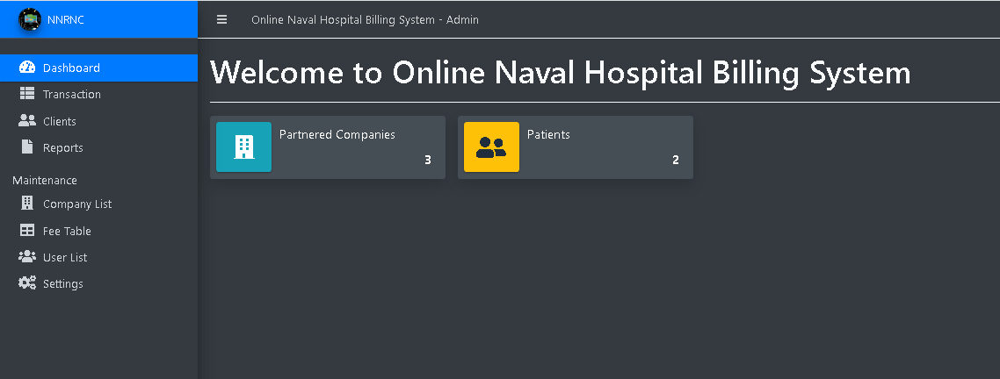 NNRNC
Online Naval Hospital Billing System - Admin
Dashboard
Transaction
Clients
Reports
Maintenance
Company List
Fee Table
User List
Settings
Welcome to Online Naval Hospital Billing System
Partnered Companies
3
Patients
2